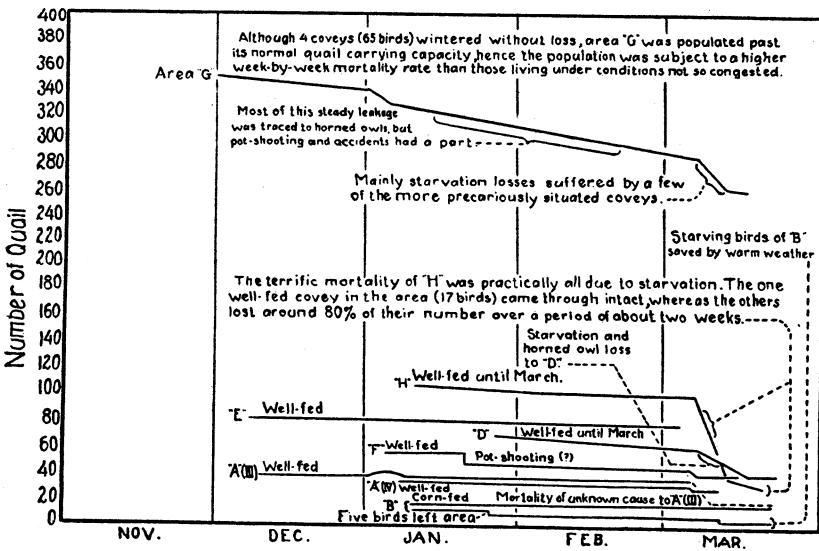 400
380
360
340
320
300
280
260
240
220
200
180
160
140
120
100
80
60
40
20
0
Number of Quail
Although 4 coveys (65 birds) wintered without loss, area "G" was populated past
its normal quail carrying capacity, hence the population was subject to a higher
week-by-week mortality rate than those living under conditions not so congested.
Area "G"
Most of this steady leakage
was traced to horned owls, but
pot-shooting and accidents had a part.
Mainly starvation losses suffered by a few
of the more precariously situated coveys.
Starving birds of "B"
saved by warm weather
The terrific mortality of "H" was practically all due to starvation. The one
well-fed covey in the area (17 birds) came through intact, whereas the others
lost around 80% of their number over a period of about two weeks.
Starvation and
horned owl loss
to "D".
"H" Well-fed until March.
"E" Well-fed
"D" Well-fed until March
"F" Well-fed
Pot-shooting (?)
"A"(III) Well-fed
"A"(IV) Well-fed
Corn-fed
Mortality of unknown cause to "A"(III)
"B"
Five birds left area
NOV. DEC. JAN. FEB. MAR.